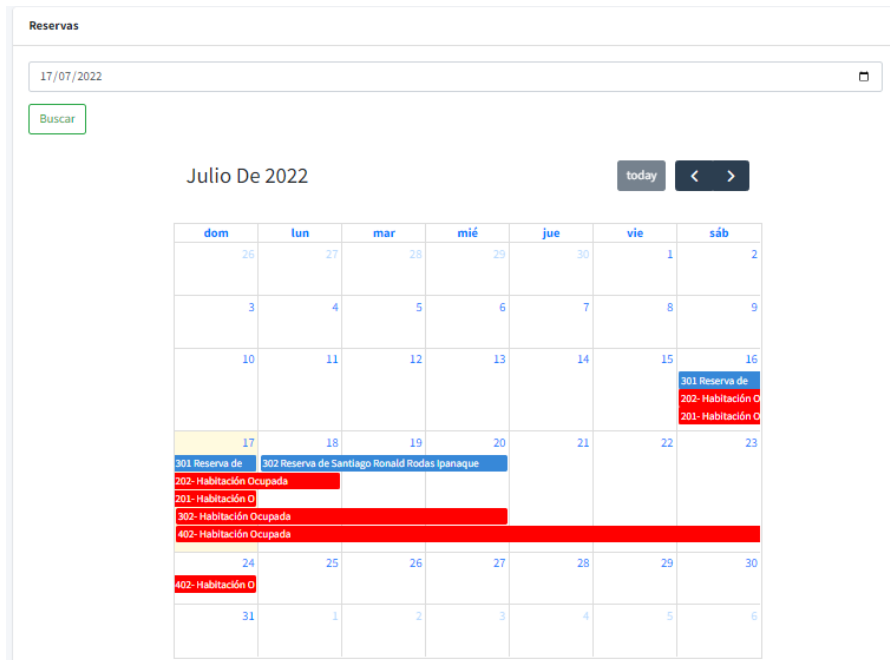 Reservas
17/07/2022
Buscar
Julio De 2022
today
dom lun mar mié jue vie sáb
26 27 28 29 30 1 2
3 4 5 6 7 8 9
10 11 12 13 14 15 16
301 Reserva de
202- Habitación O
201- Habitación O
17 18 19 20 21 22 23
301 Reserva de 302 Reserva de Santiago Ronald Rodas Ipanaque
202- Habitación Ocupada
201- Habitación O
302- Habitación Ocupada
402- Habitación Ocupada
24 25 26 27 28 29 30
402- Habitación O
31 1 2 3 4 5 6